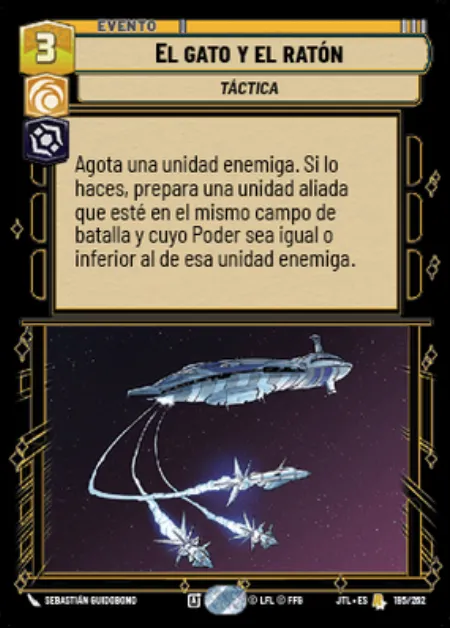 EVENTO
3
EL GATO Y EL RATÓN
TÁCTICA
Agota una unidad enemiga. Si lo
haces, prepara una unidad aliada
que esté en el mismo campo de
batalla y cuyo Poder sea igual o
inferior al de esa unidad enemiga.
SEBASTIÁN GUIDOBONO
A
© LFL © FFG
JTL • ES
195/262